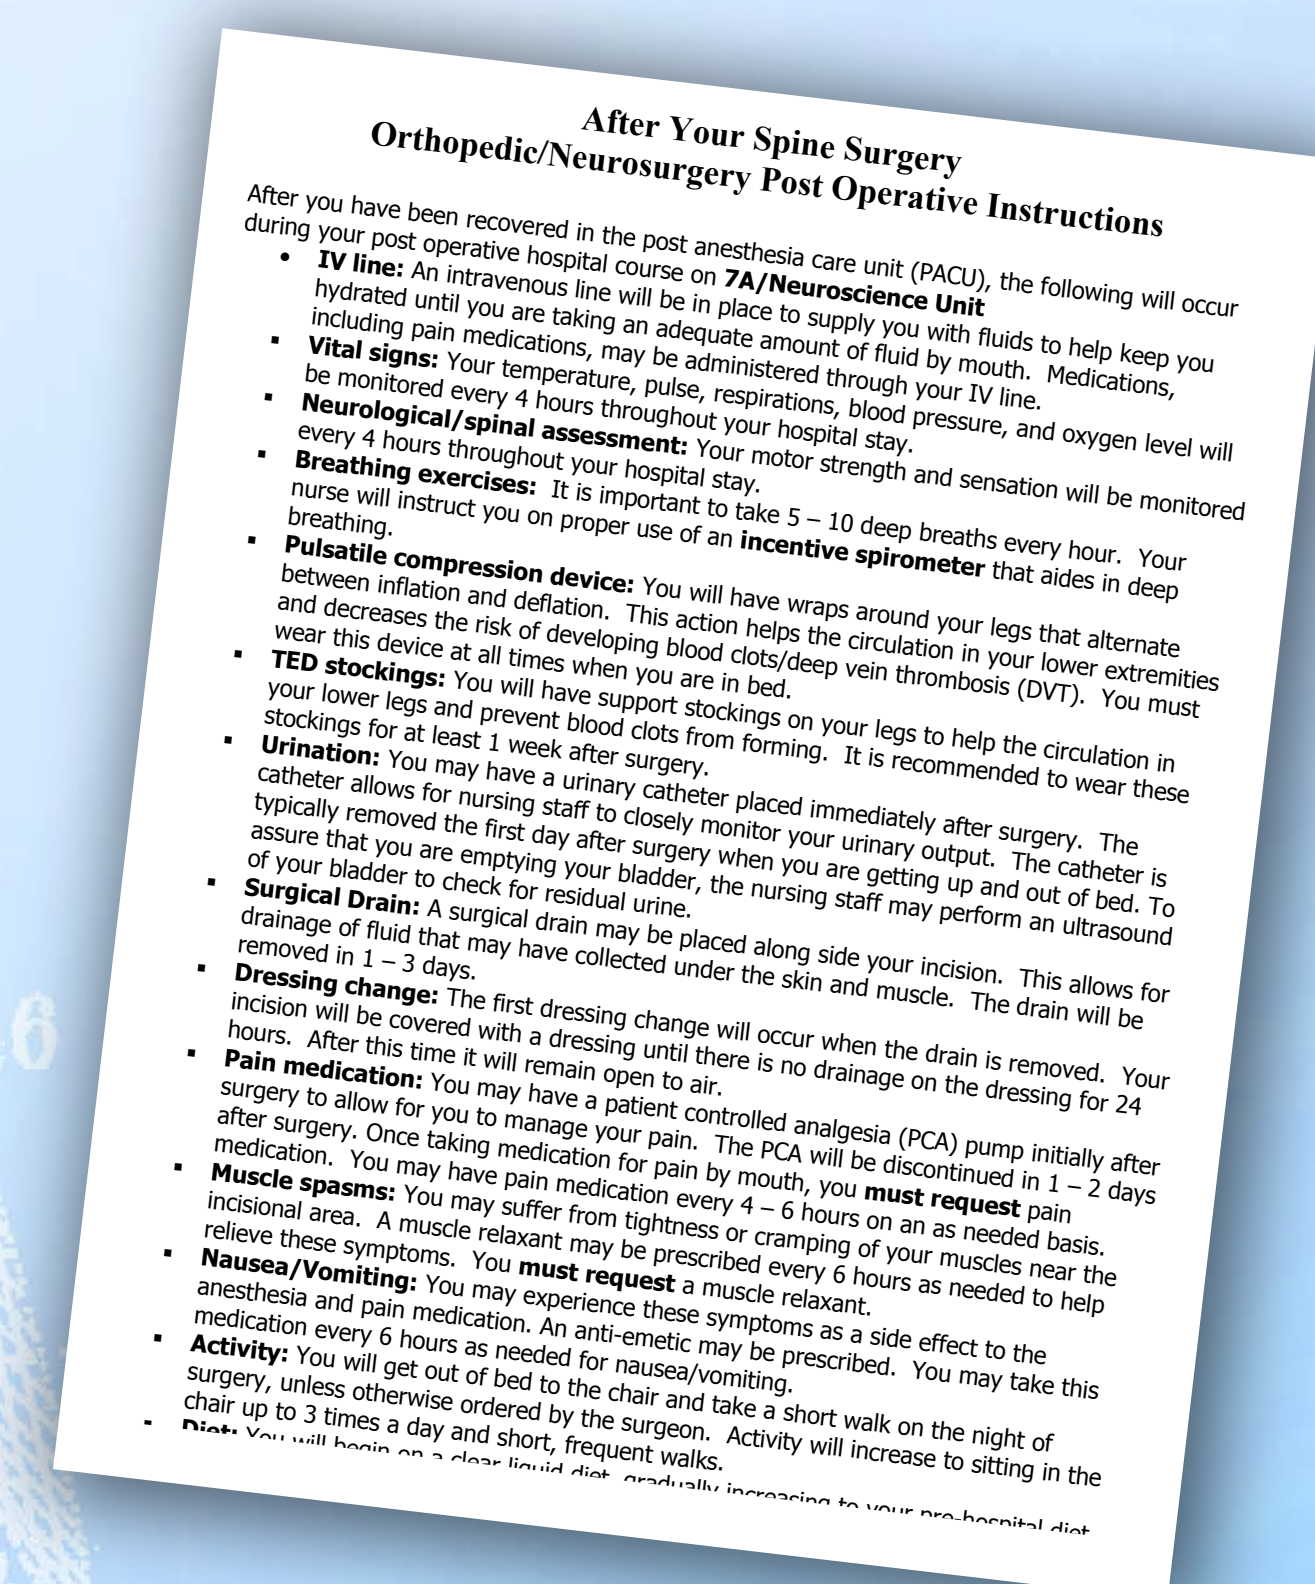 After Your Spine Surgery
Orthopedic/Neurosurgery Post Operative Instructions
After you have been recovered in the post anesthesia care unit (PACU), the following will occur
during your post operative hospital course on 7A/Neuroscience Unit
• IV line: An intravenous line will be in place to supply you with fluids to help keep you
hydrated until you are taking an adequate amount of fluid by mouth. Medications,
including pain medications, may be administered through your IV line.
▪ Vital signs: Your temperature, pulse, respirations, blood pressure, and oxygen level will
be monitored every 4 hours throughout your hospital stay.
▪ Neurological/spinal assessment: Your motor strength and sensation will be monitored
every 4 hours throughout your hospital stay.
▪ Breathing exercises: It is important to take 5 – 10 deep breaths every hour. Your
nurse will instruct you on proper use of an incentive spirometer that aides in deep
breathing.
▪ Pulsatile compression device: You will have wraps around your legs that alternate
between inflation and deflation. This action helps the circulation in your lower extremities
and decreases the risk of developing blood clots/deep vein thrombosis (DVT). You must
wear this device at all times when you are in bed.
▪ TED stockings: You will have support stockings on your legs to help the circulation in
your lower legs and prevent blood clots from forming. It is recommended to wear these
stockings for at least 1 week after surgery.
▪ Urination: You may have a urinary catheter placed immediately after surgery. The
catheter allows for nursing staff to closely monitor your urinary output. The catheter is
typically removed the first day after surgery when you are getting up and out of bed. To
assure that you are emptying your bladder, the nursing staff may perform an ultrasound
of your bladder to check for residual urine.
▪ Surgical Drain: A surgical drain may be placed along side your incision. This allows for
drainage of fluid that may have collected under the skin and muscle. The drain will be
removed in 1 – 3 days.
▪ Dressing change: The first dressing change will occur when the drain is removed. Your
incision will be covered with a dressing until there is no drainage on the dressing for 24
hours. After this time it will remain open to air.
▪ Pain medication: You may have a patient controlled analgesia (PCA) pump initially after
surgery to allow for you to manage your pain. The PCA will be discontinued in 1 – 2 days
after surgery. Once taking medication for pain by mouth, you must request pain
medication. You may have pain medication every 4 – 6 hours on an as needed basis.
▪ Muscle spasms: You may suffer from tightness or cramping of your muscles near the
incisional area. A muscle relaxant may be prescribed every 6 hours as needed to help
relieve these symptoms. You must request a muscle relaxant.
▪ Nausea/Vomiting: You may experience these symptoms as a side effect to the
anesthesia and pain medication. An anti-emetic may be prescribed. You may take this
medication every 6 hours as needed for nausea/vomiting.
▪ Activity: You will get out of bed to the chair and take a short walk on the night of
surgery, unless otherwise ordered by the surgeon. Activity will increase to sitting in the
chair up to 3 times a day and short, frequent walks.
▪ Diet: You will begin on a clear liquid diet, gradually increasing to your pre-hospital diet
6